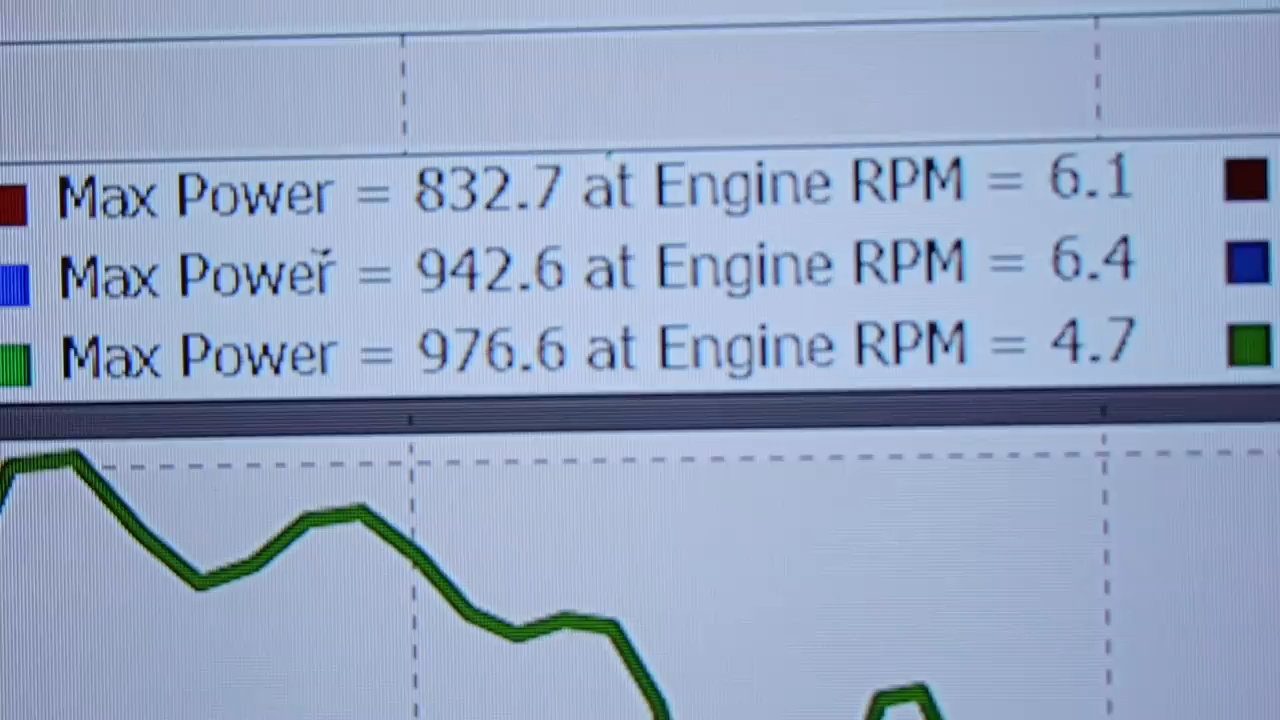 Max Power = 832.7 at Engine RPM = 6.1
Max Power = 942.6 at Engine RPM = 6.4
Max Power = 976.6 at Engine RPM = 4.7